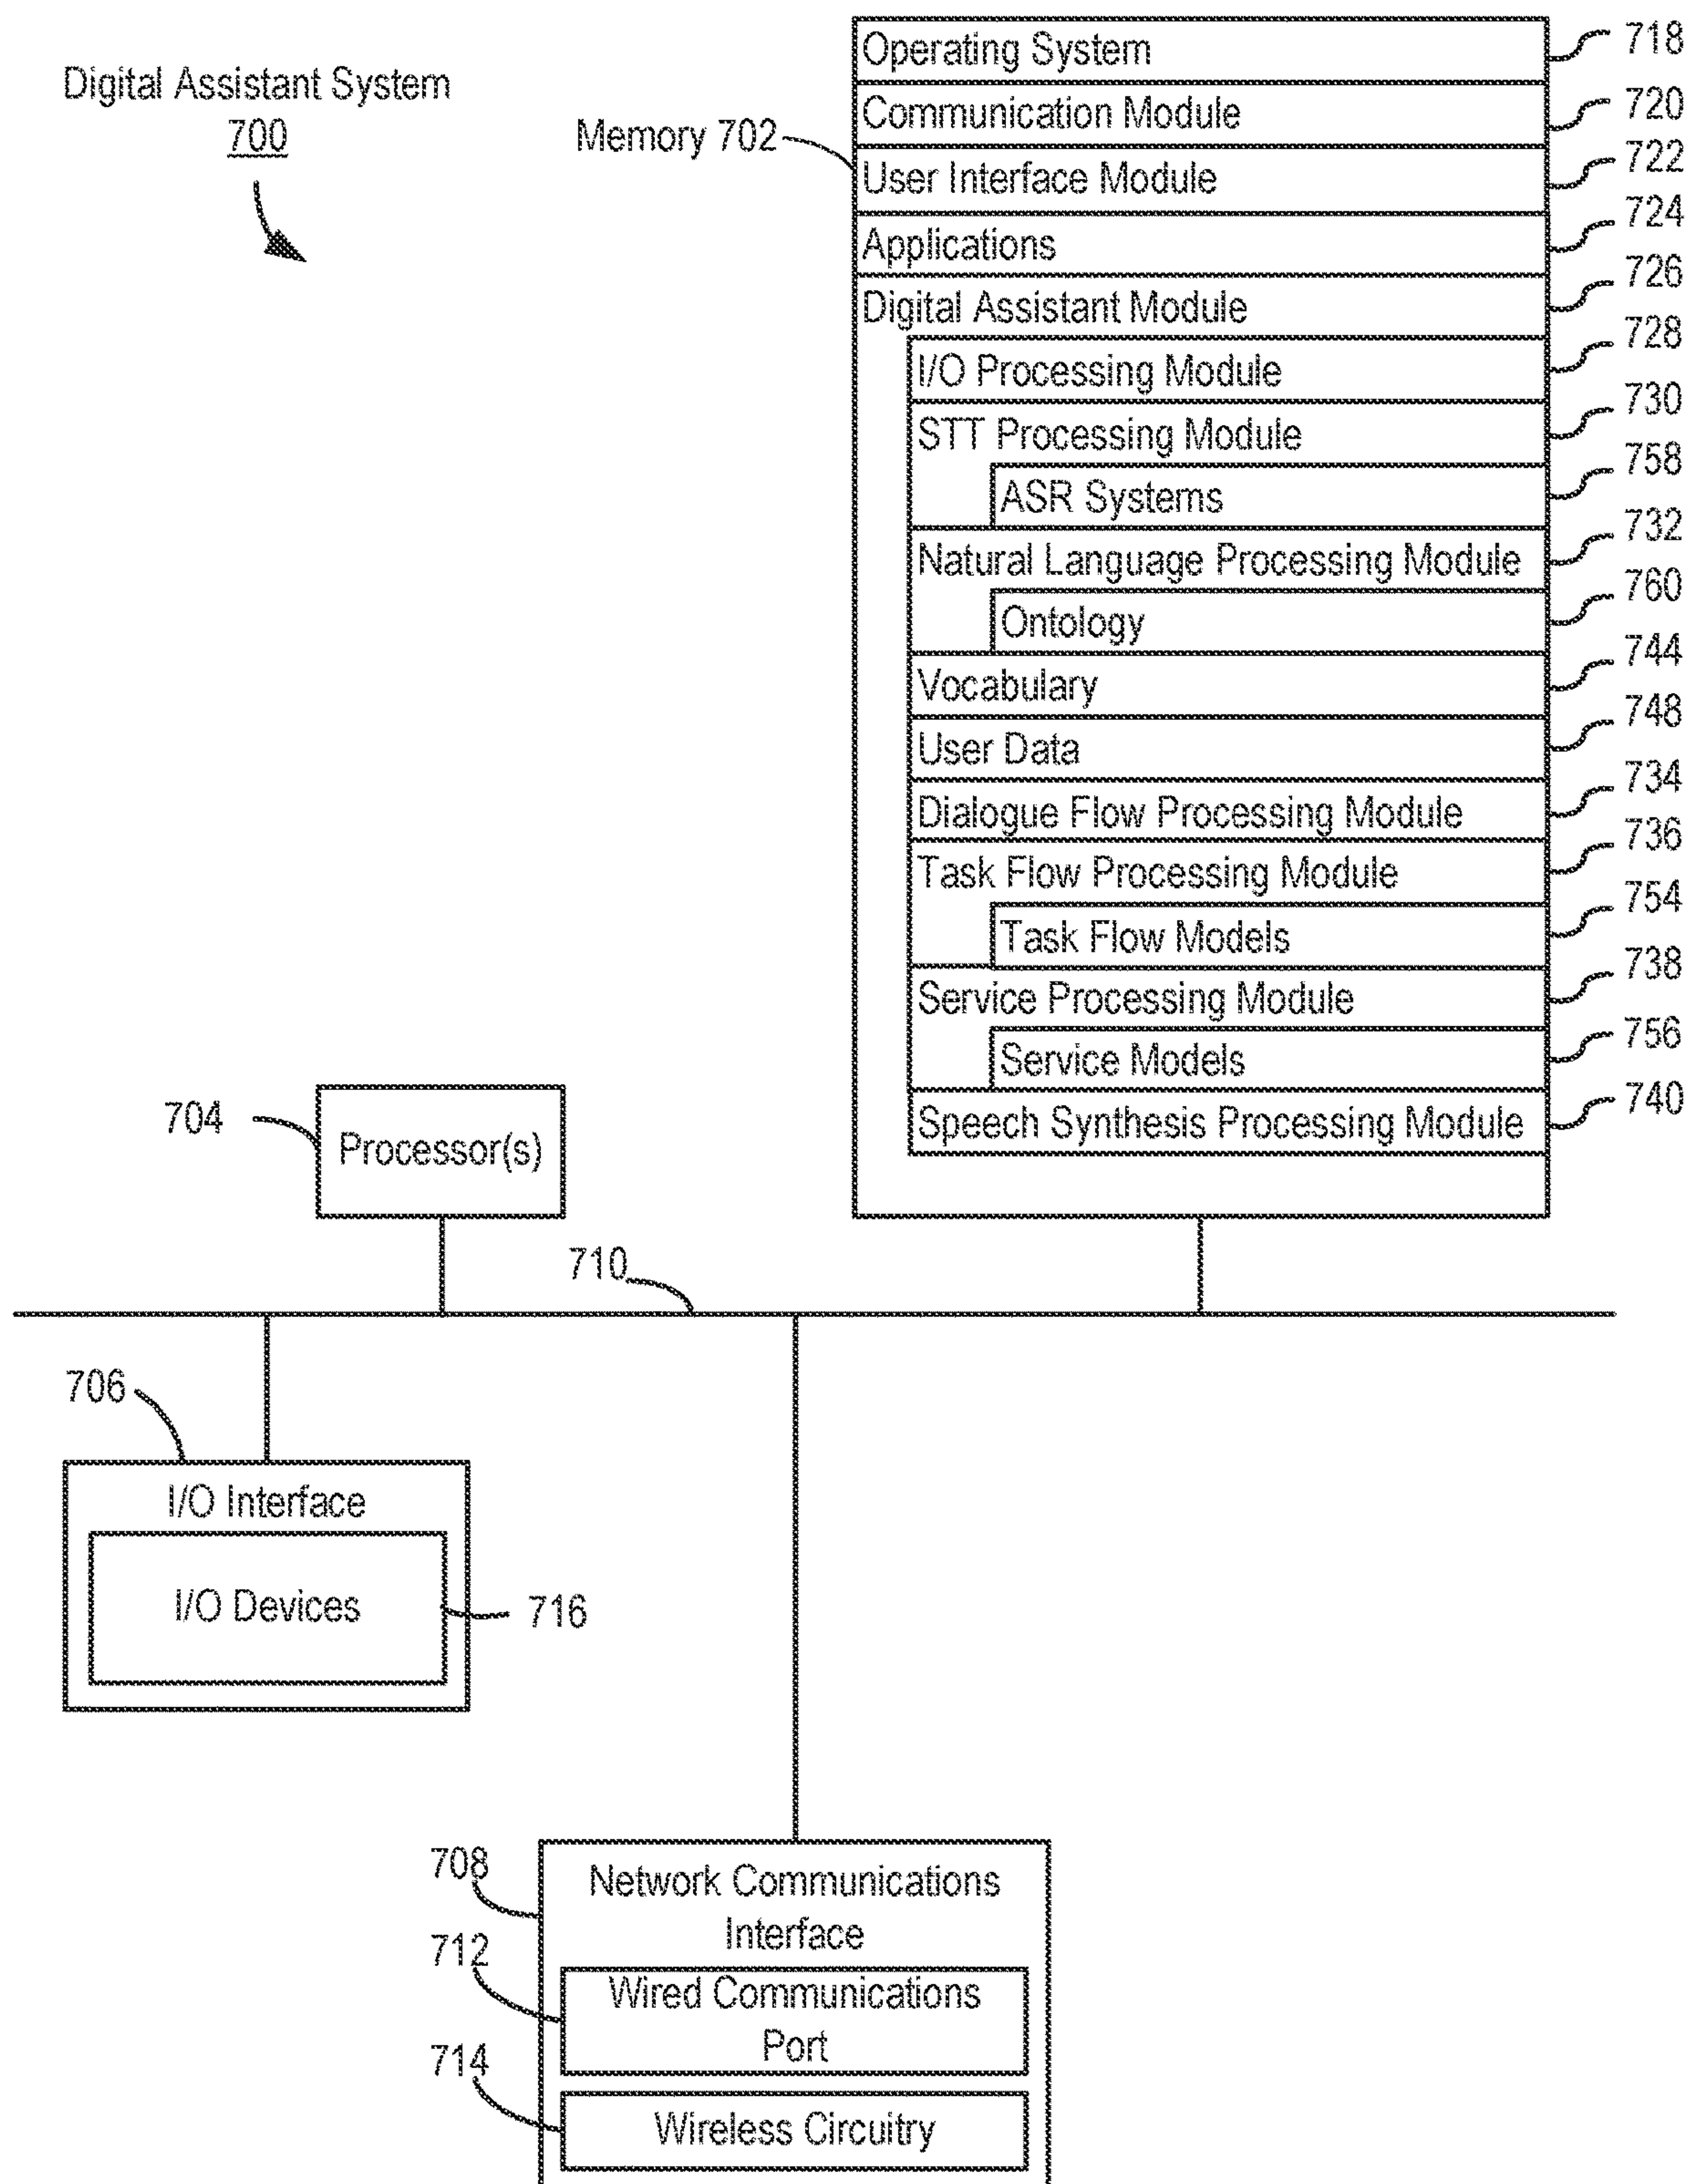 Digital Assistant System
700
Memory 702
Operating System 718
Communication Module 720
User Interface Module 722
Applications 724
Digital Assistant Module 726
I/O Processing Module 728
STT Processing Module 730
ASR Systems 758
Natural Language Processing Module 732
Ontology 760
Vocabulary 744
User Data 748
Dialogue Flow Processing Module 734
Task Flow Processing Module 736
Task Flow Models 754
Service Processing Module 738
Service Models 756
Speech Synthesis Processing Module 740
704
Processor(s)
710
706
I/O Interface
I/O Devices
716
708
Network Communications
Interface
712
Wired Communications
Port
714
Wireless Circuitry